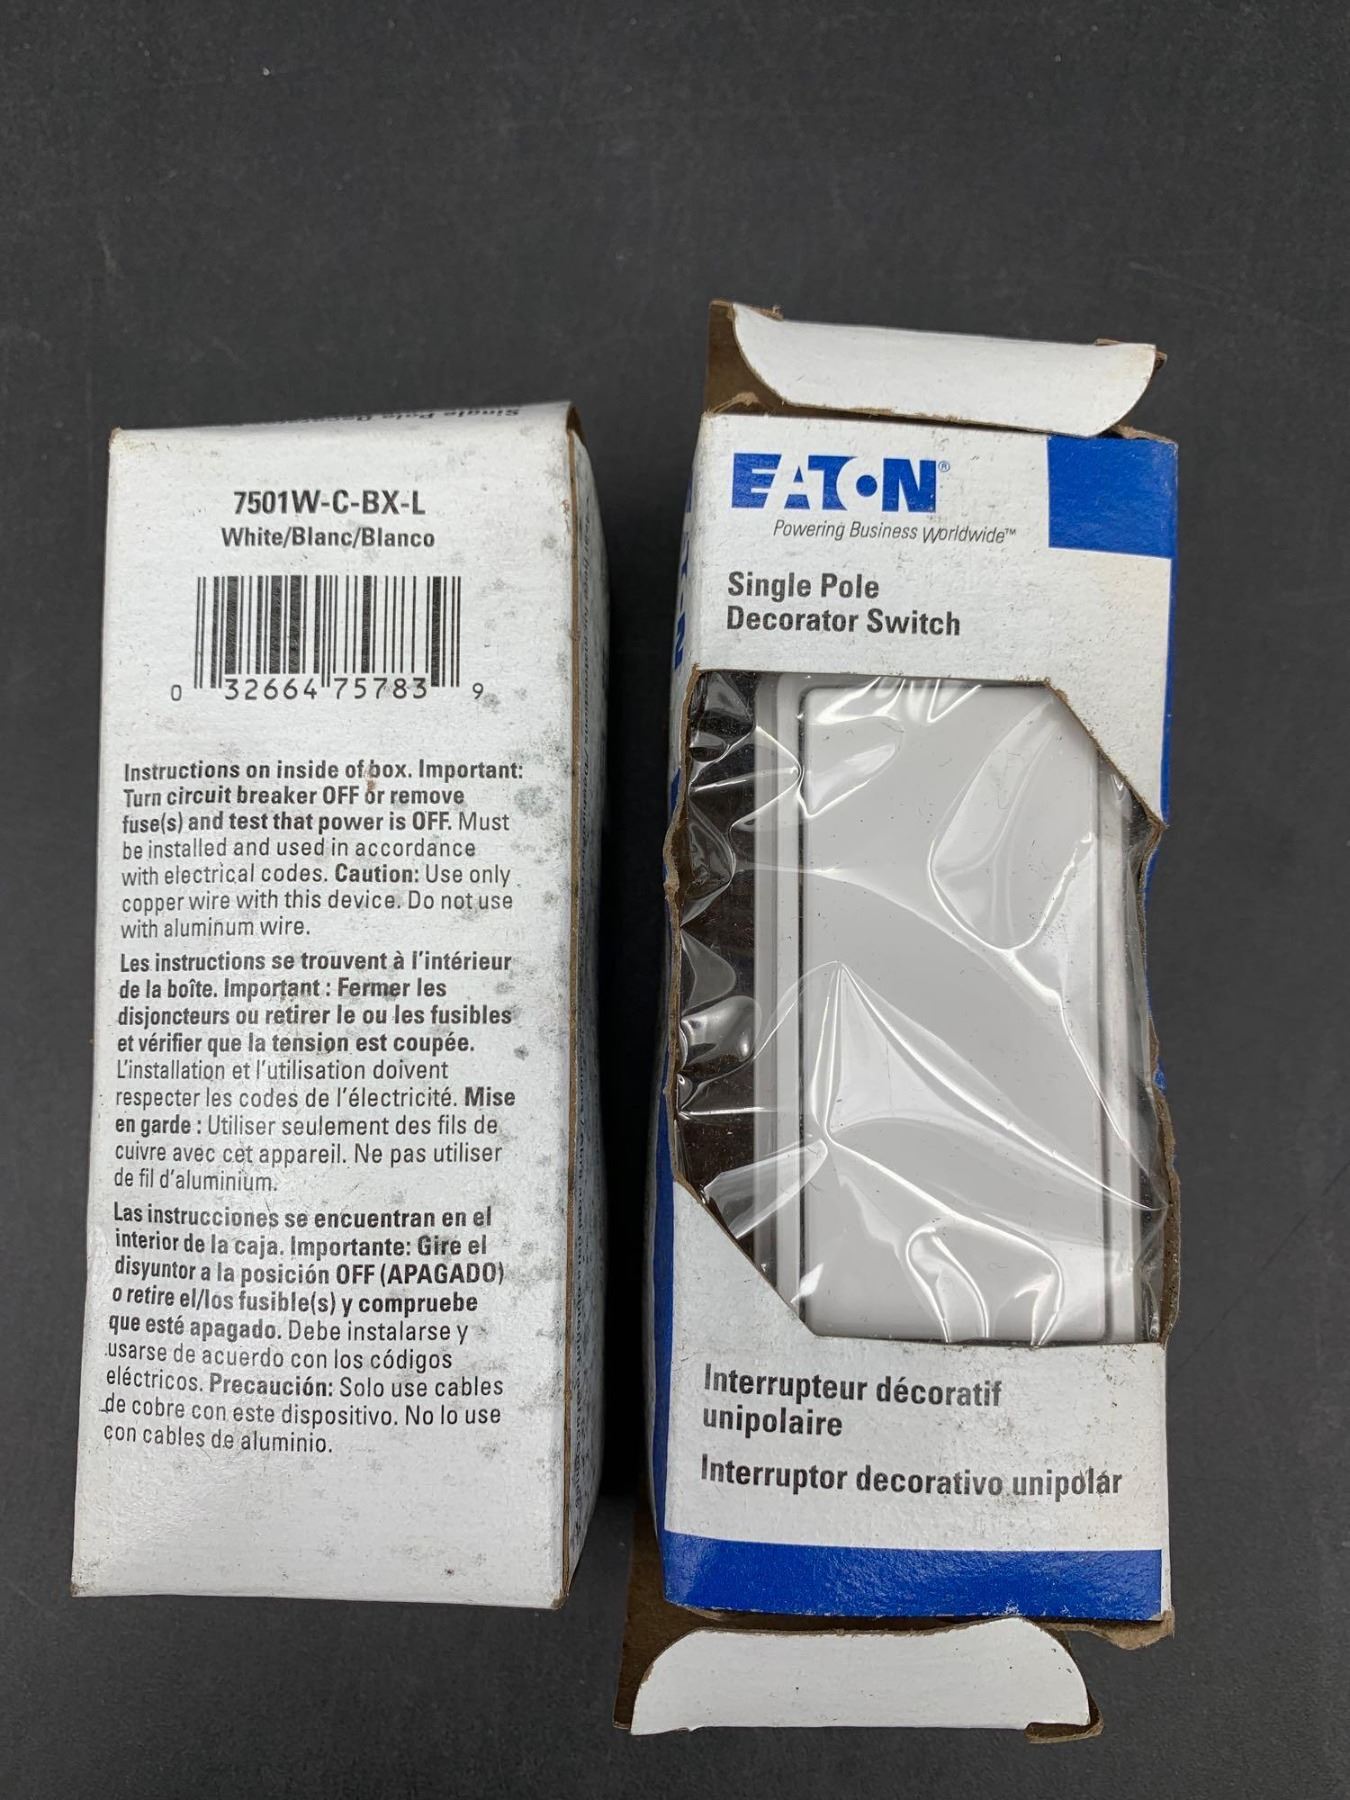 7501W-C-BX-L
White/Blanc/Blanco
0 32664 75783 9
Instructions on inside of box. Important:
Turn circuit breaker OFF or remove
fuse(s) and test that power is OFF. Must
be installed and used in accordance
with electrical codes. Caution: Use only
copper wire with this device. Do not use
with aluminum wire.
Les instructions se trouvent à l'intérieur
de la boîte. Important : Fermer les
disjoncteurs ou retirer le ou les fusibles
et vérifier que la tension est coupée.
L'installation et l'utilisation doivent
respecter les codes de l'électricité. Mise
en garde : Utiliser seulement des fils de
cuivre avec cet appareil. Ne pas utiliser
de fil d'aluminium.
Las instrucciones se encuentran en el
interior de la caja. Importante: Gire el
disyuntor a la posición OFF (APAGADO)
o retire el/los fusible(s) y compruebe
que esté apagado. Debe instalarse y
usarse de acuerdo con los códigos
eléctricos. Precaución: Solo use cables
de cobre con este dispositivo. No lo use
con cables de aluminio.
EATON®
Powering Business Worldwide™
Single Pole
Decorator Switch
Interrupteur décoratif
unipolaire
Interruptor decorativo unipolar